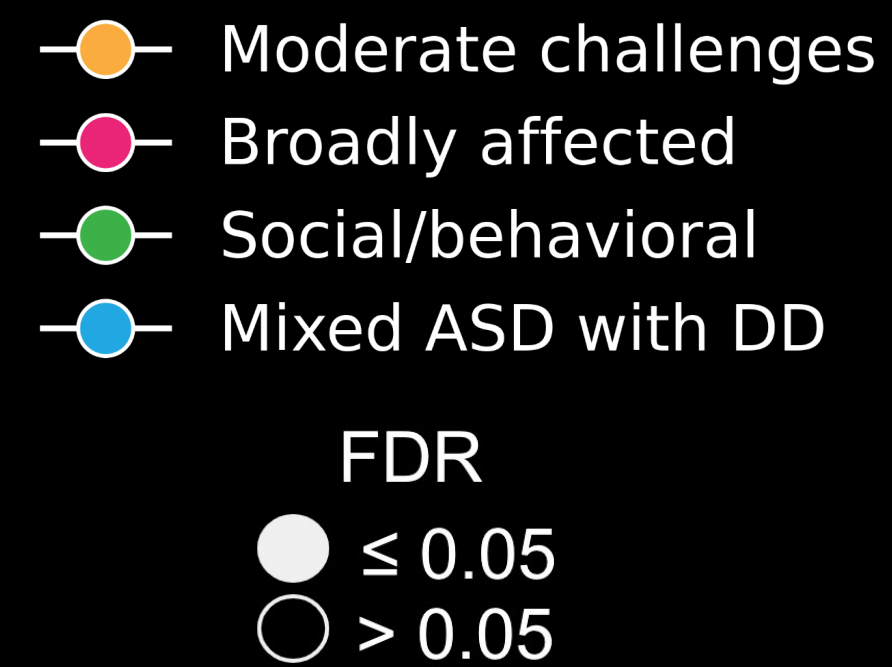 Moderate challenges
Broadly affected
Social/behavioral
Mixed ASD with DD
FDR
≤ 0.05
> 0.05